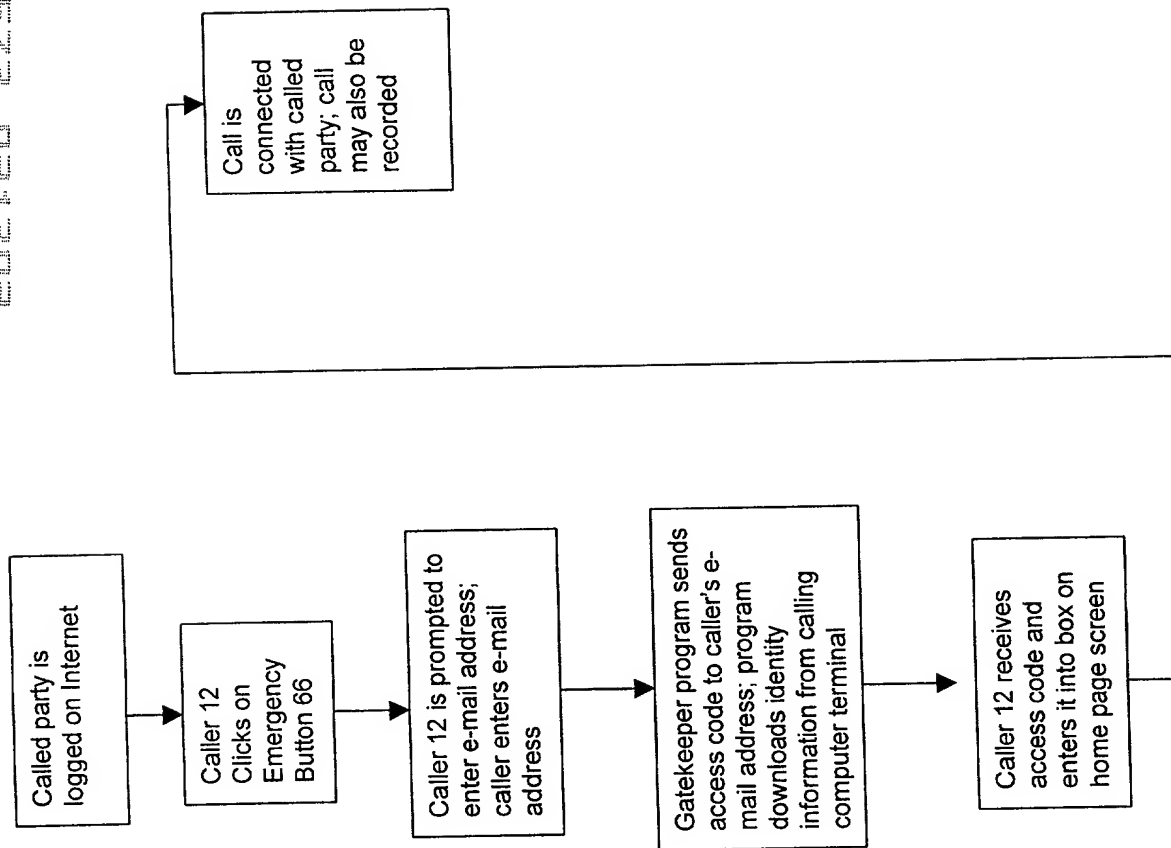 Called party is
logged on Internet
Caller 12
Clicks on
Emergency
Button 66
Caller 12 is prompted to
enter e-mail address;
caller enters e-mail
address
Gatekeeper program sends
access code to caller's e-
mail address; program
downloads identity
information from calling
computer terminal
Caller 12 receives
access code and
enters it into box on
home page screen
Call is
connected
with called
party; call
may also be
recorded